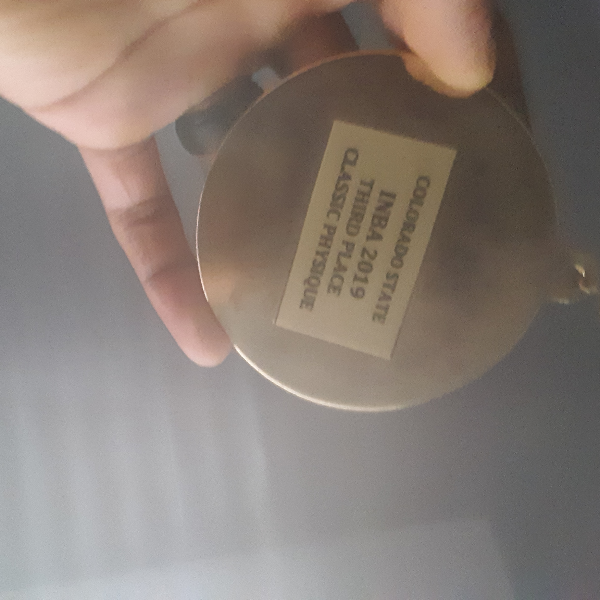 COLORADO STATE
INBA 2019
THIRD PLACE
CLASSIC PHYSIQUE